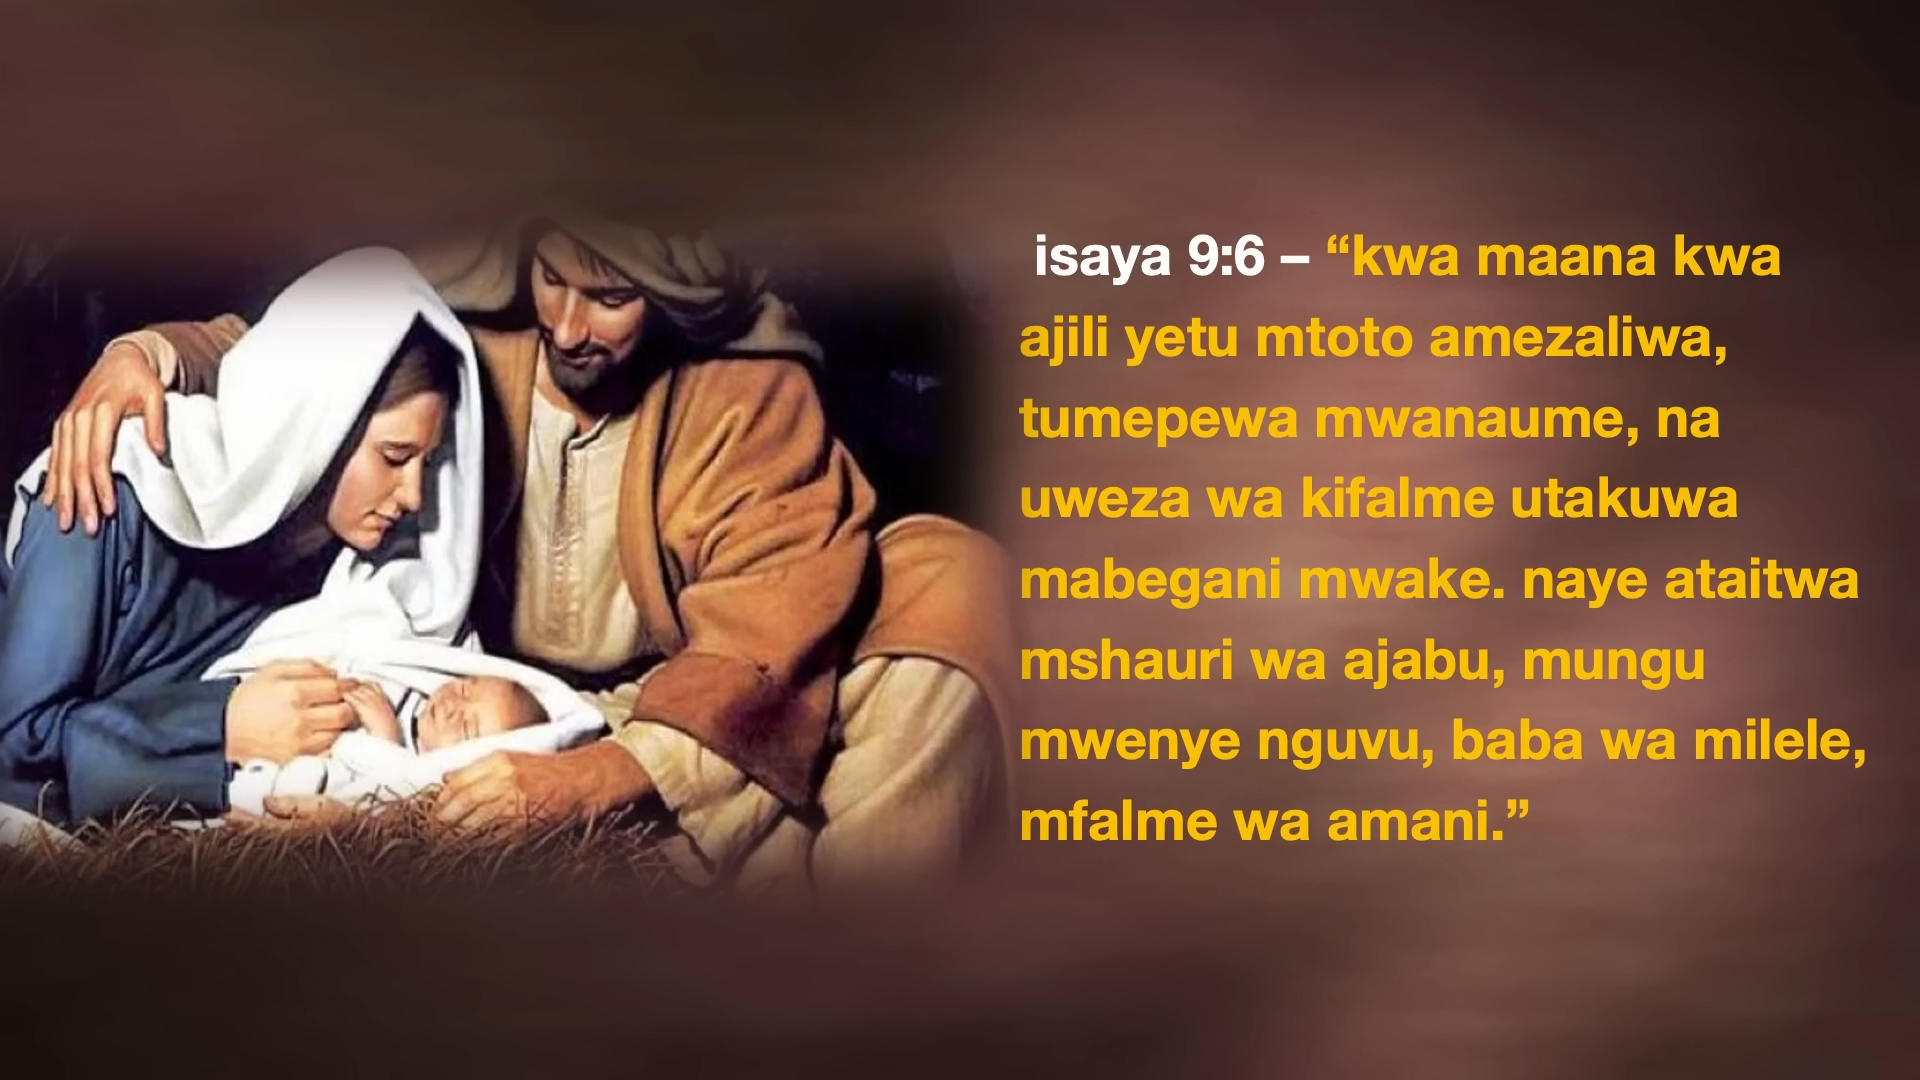 isaya 9:6 – “kwa maana kwa
ajili yetu mtoto amezaliwa,
tumepewa mwanaume, na
uweza wa kifalme utakuwa
mabegani mwake. naye ataitwa
mshauri wa ajabu, mungu
mwenye nguvu, baba wa milele,
mfalme wa amani.”